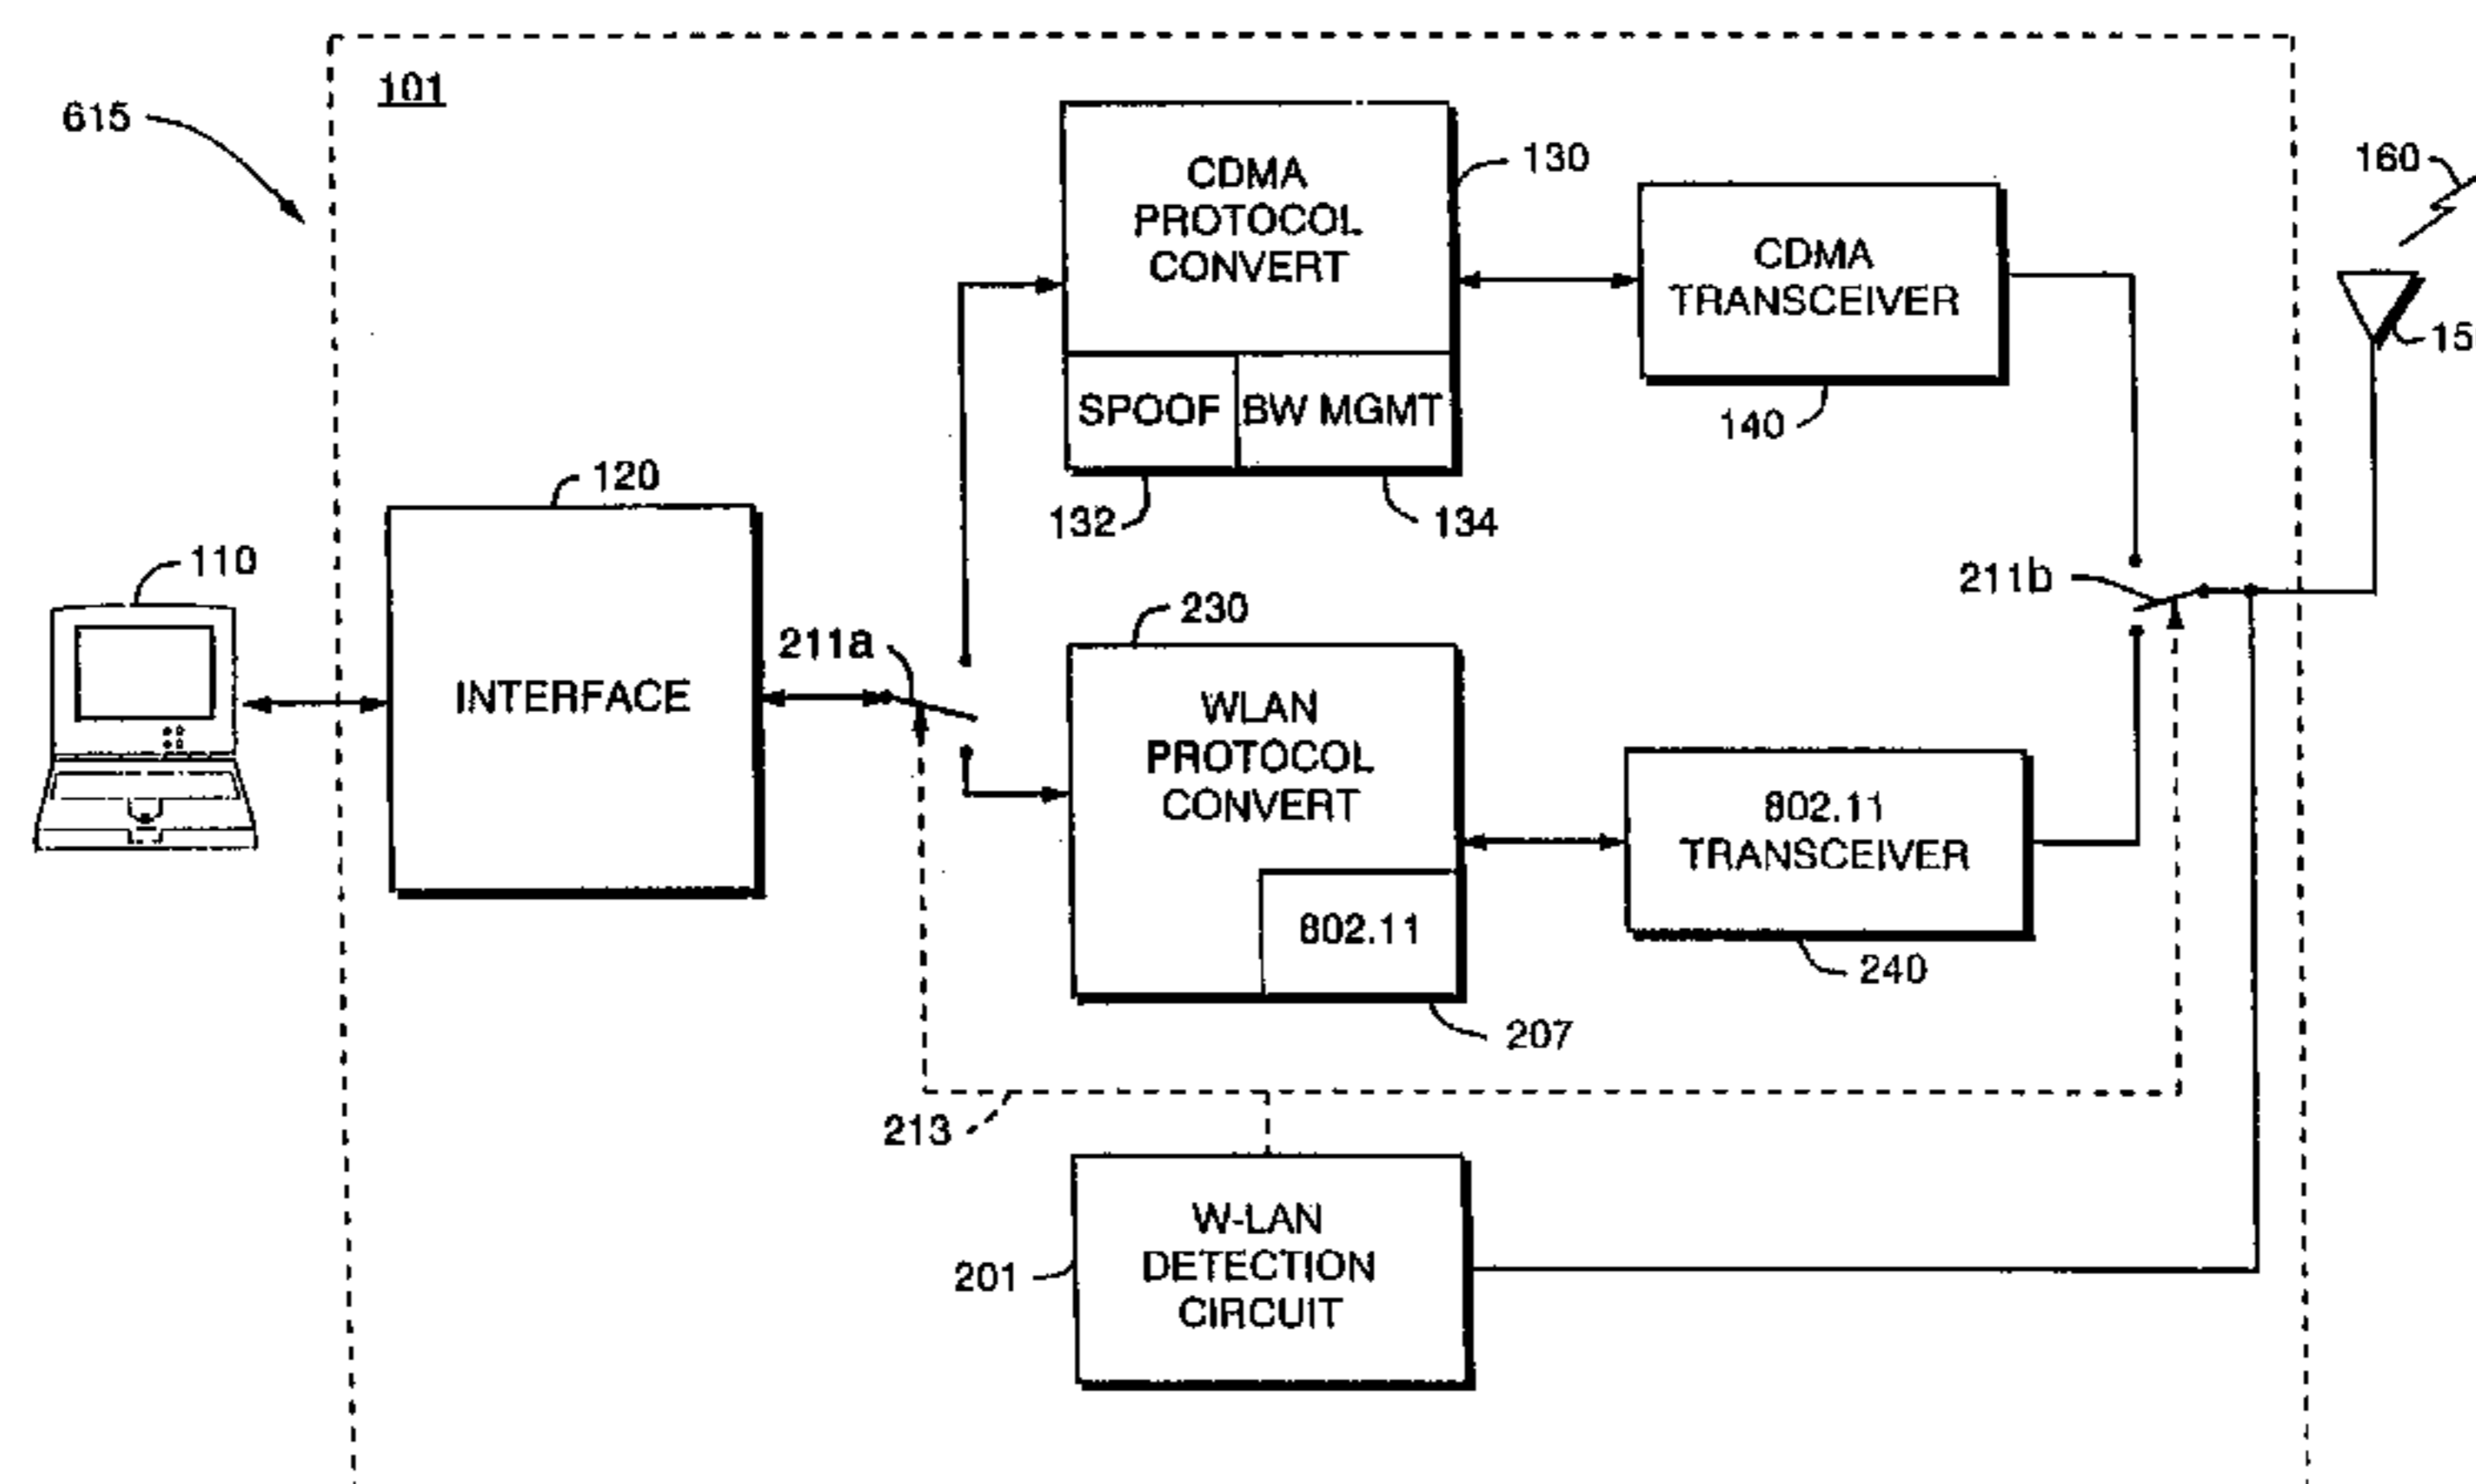 101
615
CDMA
PROTOCOL
CONVERT
130
160
CDMA
TRANSCEIVER
15
SPOOF
BW MGMT
140
120
132
134
110
211b
230
211a
INTERFACE
WLAN
PROTOCOL
CONVERT
802.11
TRANSCEIVER
802.11
240
207
213
W-LAN
DETECTION
CIRCUIT
201